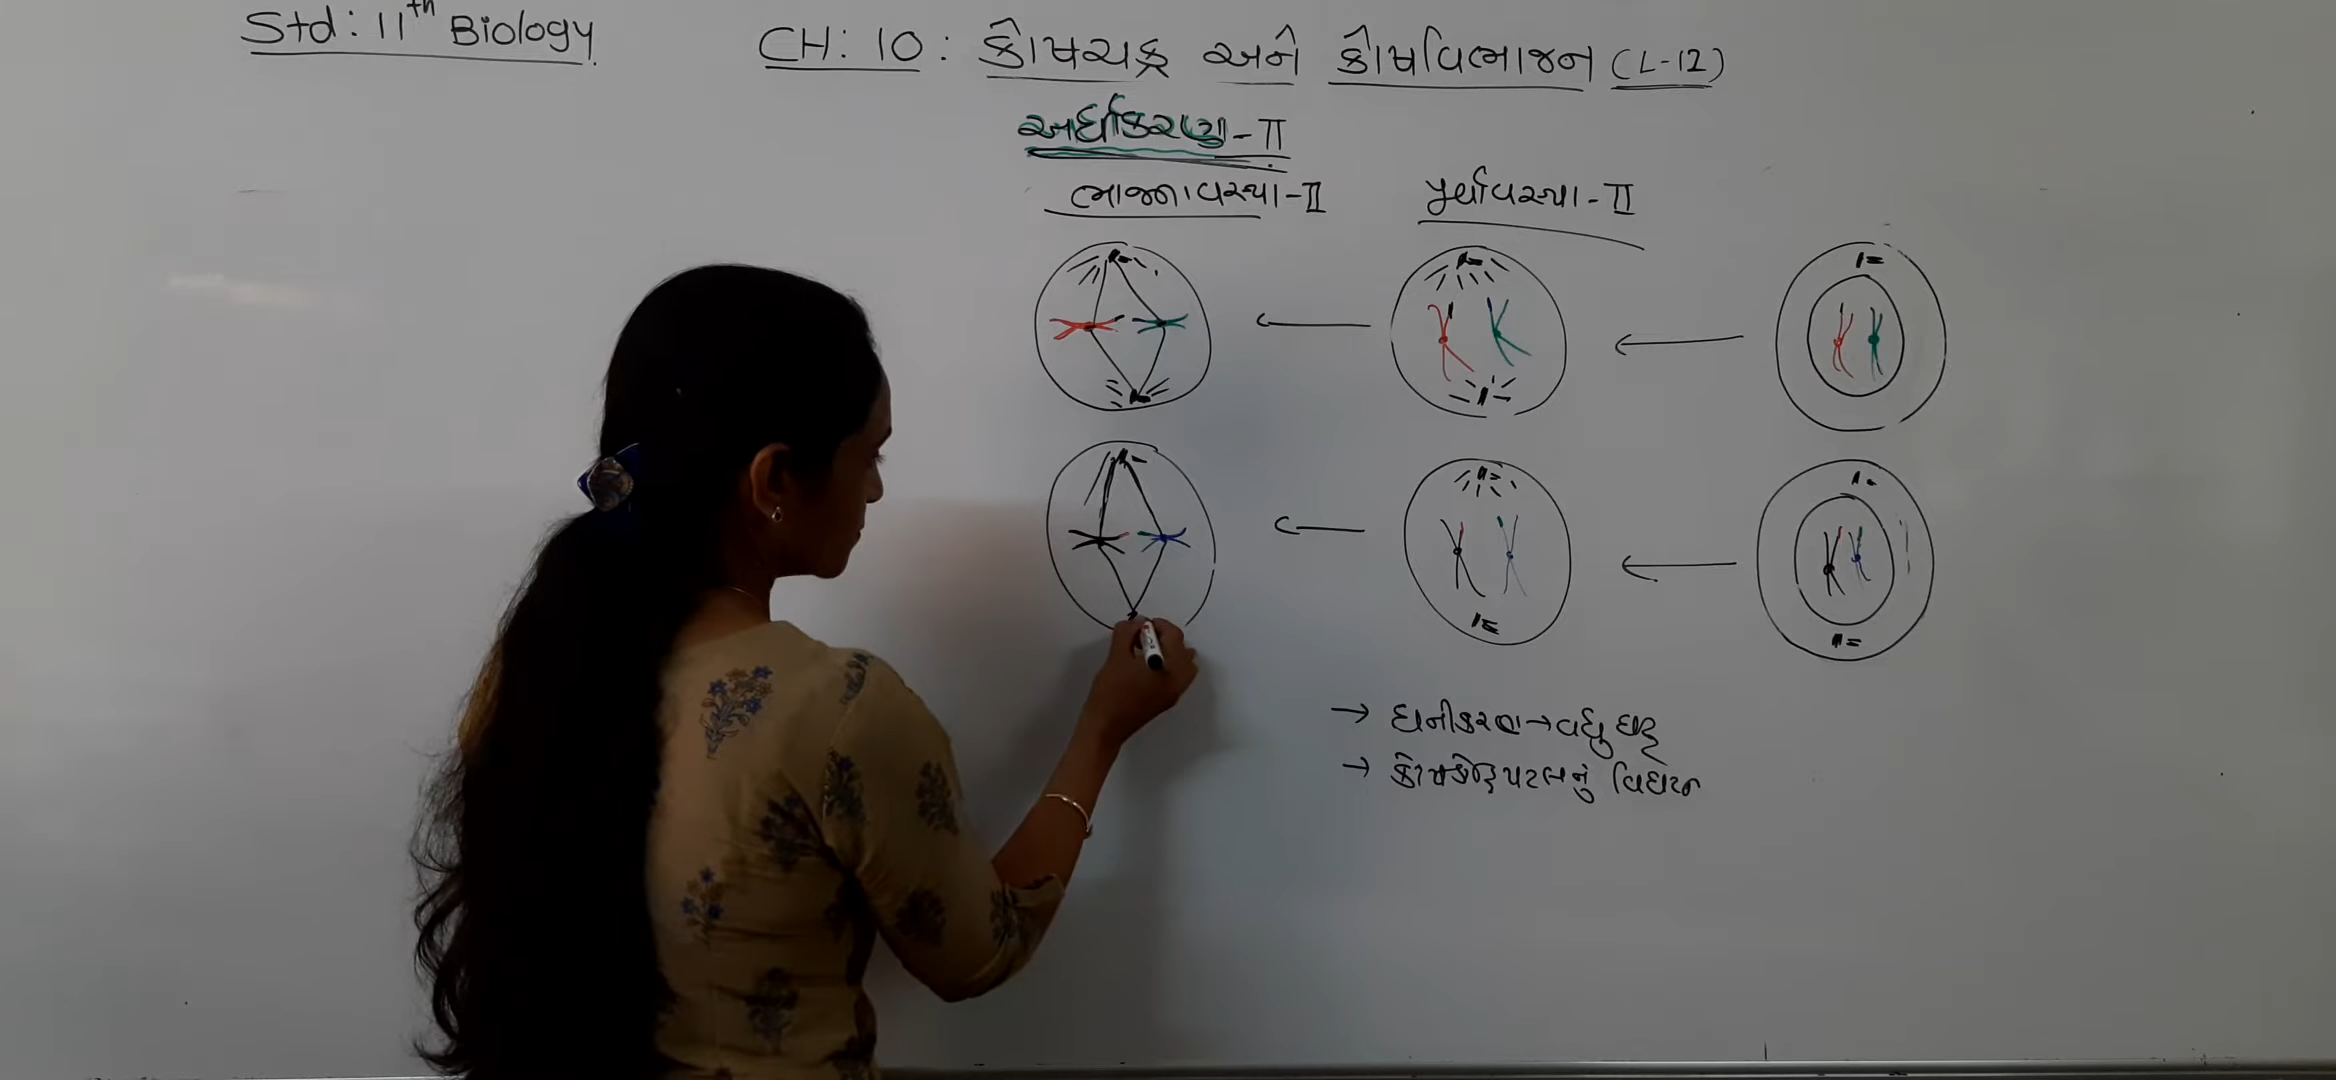 Std: 11th Biology
CH: 10: કોષચક્ર અને કોષવિભાજન (L-12)
અર્ધીકરણ-II
ભાજનાવસ્થા-II
પૂર્વાવસ્થા-II
→ ઘનીકરણ→વધુ ઘટ્ટ
→ કોષકેન્દ્રપટલનું વિઘટન